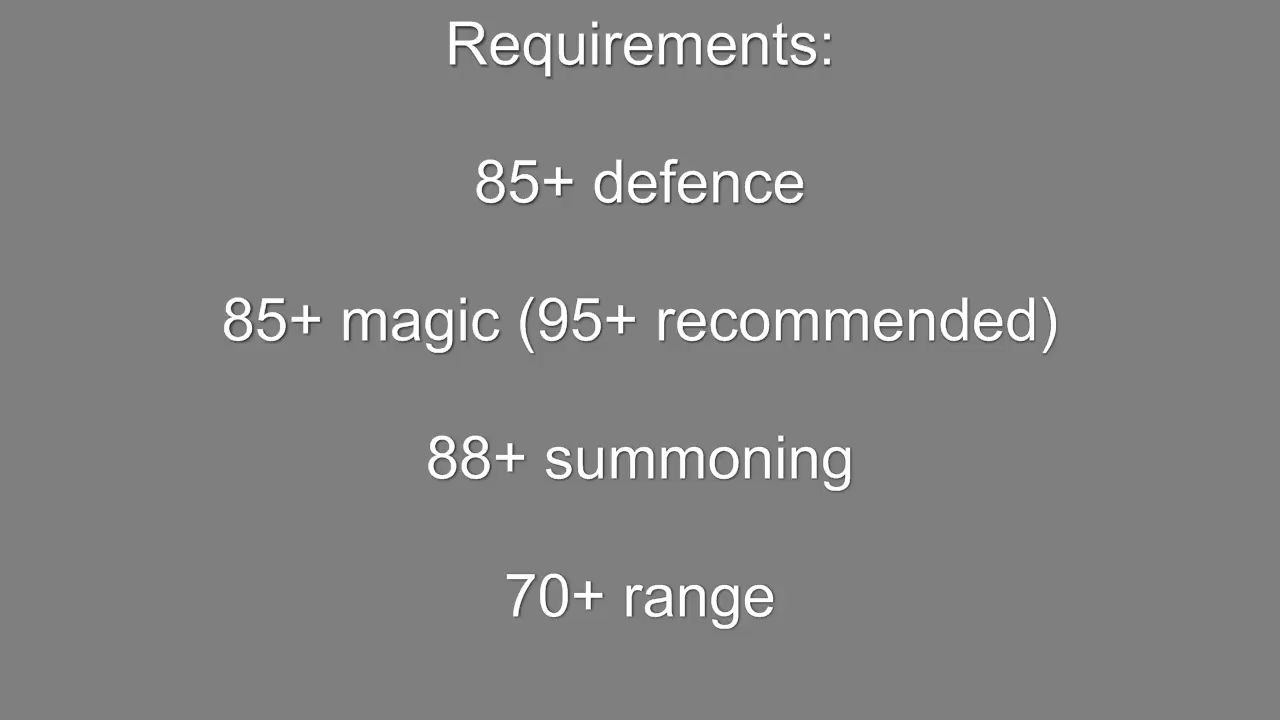 Requirements:
85+ defence
85+ magic (95+ recommended)
88+ summoning
70+ range